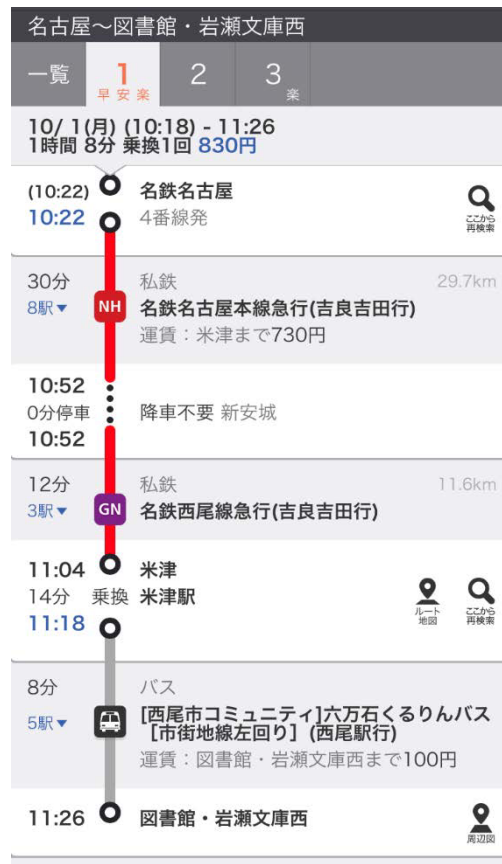 名古屋～図書館・岩瀬文庫西
一覧 1 2 3
早 安 楽 楽
10/ 1(月) (10:18) - 11:26
1時間 8分 乗換1回 830円
(10:22) 名鉄名古屋
10:22 4番線発 ここから
再検索
30分 私鉄 29.7km
8駅▼ NH 名鉄名古屋本線急行(吉良吉田行)
運賃：米津まで730円
10:52
0分停車 降車不要 新安城
10:52
12分 私鉄 11.6km
3駅▼ GN 名鉄西尾線急行(吉良吉田行)
11:04 米津
14分 乗換 米津駅 ルート ここから
地図 再検索
11:18
8分 バス
5駅▼ [西尾市コミュニティ]六万石くるりんバス
［市街地線左回り］(西尾駅行)
運賃：図書館・岩瀬文庫西まで100円
11:26 図書館・岩瀬文庫西 周辺図